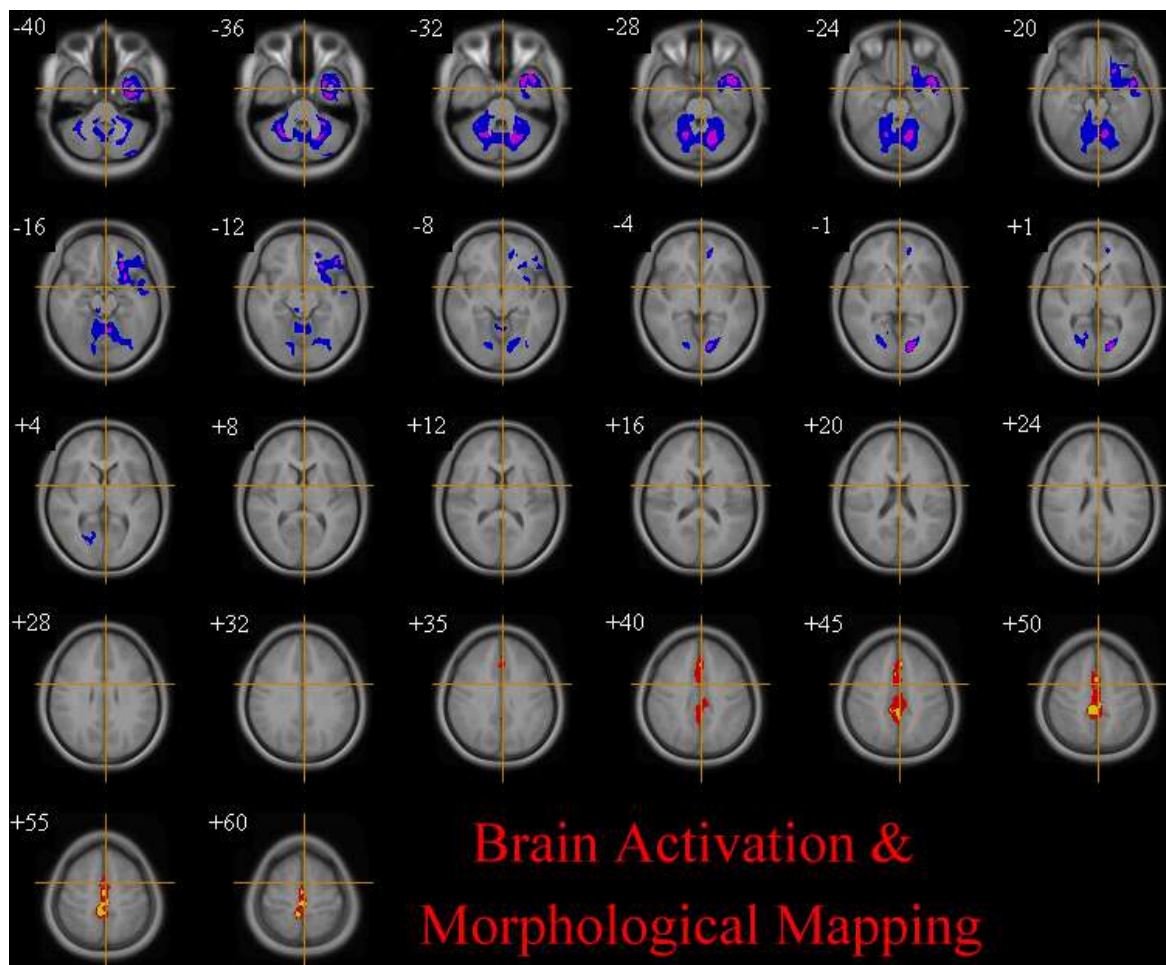 -40 -36 -32 -28 -24 -20
-16 -12 -8 -4 -1 +1
+4 +8 +12 +16 +20 +24
+28 +32 +35 +40 +45 +50
+55 +60
Brain Activation &
Morphological Mapping